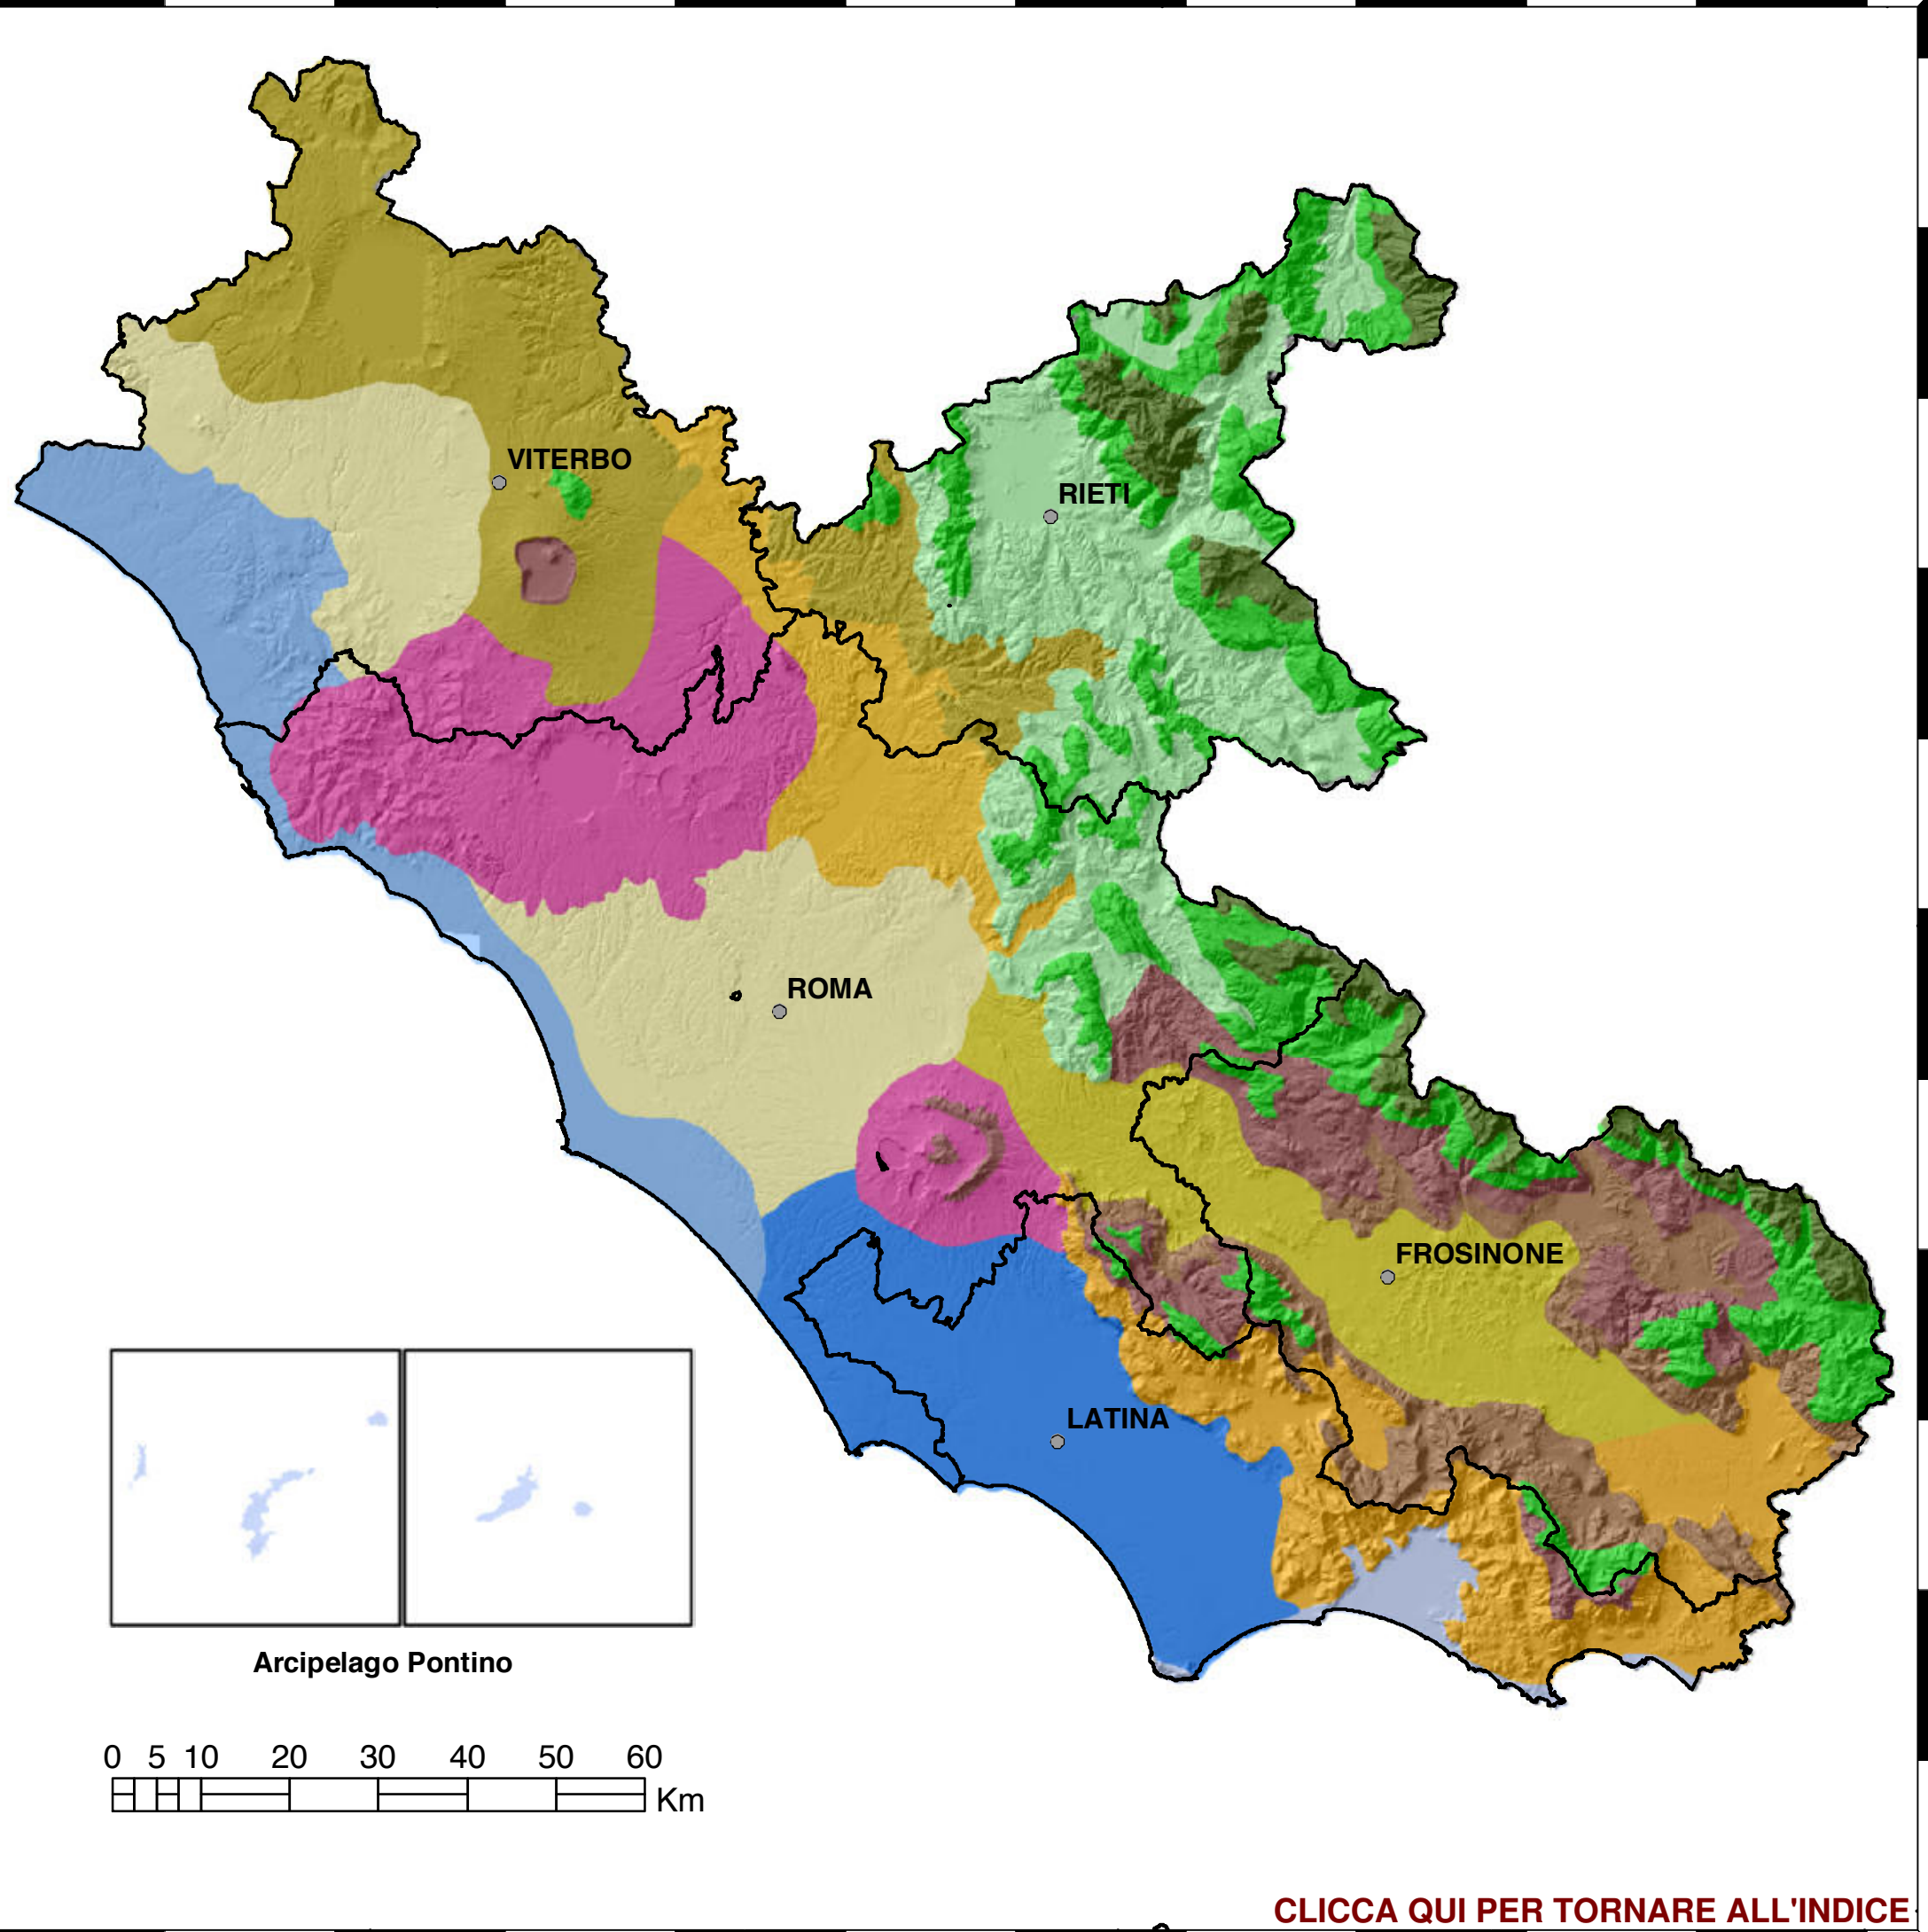 VITERBO
RIETI
ROMA
FROSINONE
LATINA
Arcipelago Pontino
0 5 10 20 30 40 50 60
Km
CLICCA QUI PER TORNARE ALL'INDICE